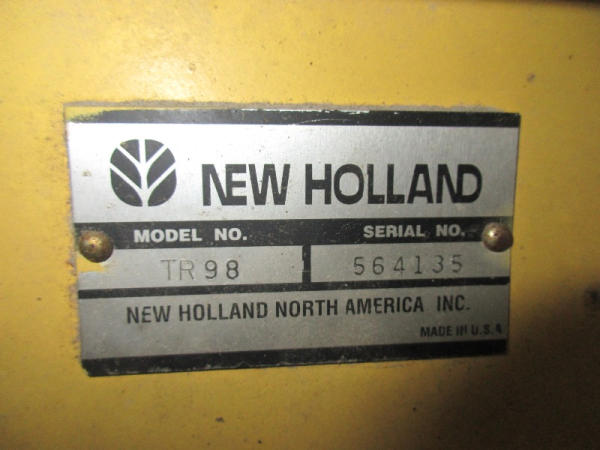 NEW HOLLAND
MODEL NO. SERIAL NO.
TR98 564135
NEW HOLLAND NORTH AMERICA INC.
MADE IN U.S.A